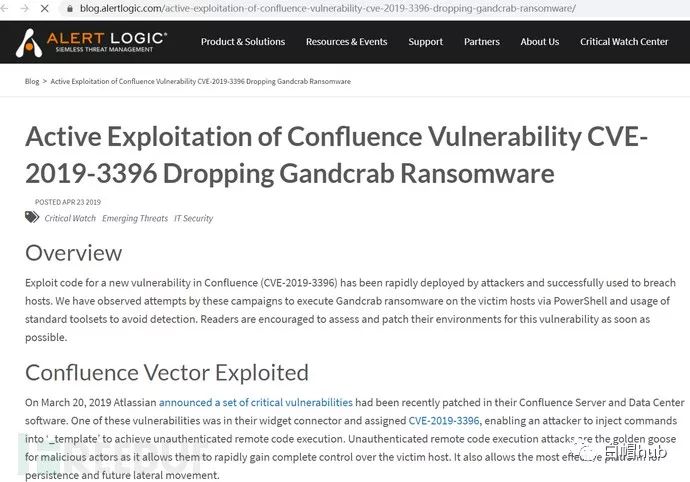 blog.alertlogic.com/active-exploitation-of-confluence-vulnerability-cve-2019-3396-dropping-gandcrab-ransomware/
ALERT LOGIC®
SIEMLESS THREAT MANAGEMENT™
Product & Solutions Resources & Events Support Partners About Us Critical Watch Center
Blog > Active Exploitation of Confluence Vulnerability CVE-2019-3396 Dropping Gandcrab Ransomware
Active Exploitation of Confluence Vulnerability CVE-
2019-3396 Dropping Gandcrab Ransomware
POSTED APR 23 2019
Critical Watch Emerging Threats IT Security
Overview
Exploit code for a new vulnerability in Confluence (CVE-2019-3396) has been rapidly deployed by attackers and successfully used to breach
hosts. We have observed attempts by these campaigns to execute Gandcrab ransomware on the victim hosts via PowerShell and usage of
standard toolsets to avoid detection. Readers are encouraged to assess and patch their environments for this vulnerability as soon as
possible.
Confluence Vector Exploited
On March 20, 2019 Atlassian announced a set of critical vulnerabilities had been recently patched in their Confluence Server and Data Center
software. One of these vulnerabilities was in their widget connector and assigned CVE-2019-3396, enabling an attacker to inject commands
into '_template' to achieve unauthenticated remote code execution. Unauthenticated remote code execution attacks are the golden goose
for malicious actors as it allows them to rapidly gain complete control over the victim host. It also allows the most effective platform for
persistence and future lateral movement.
FREEBUF
白帽hub